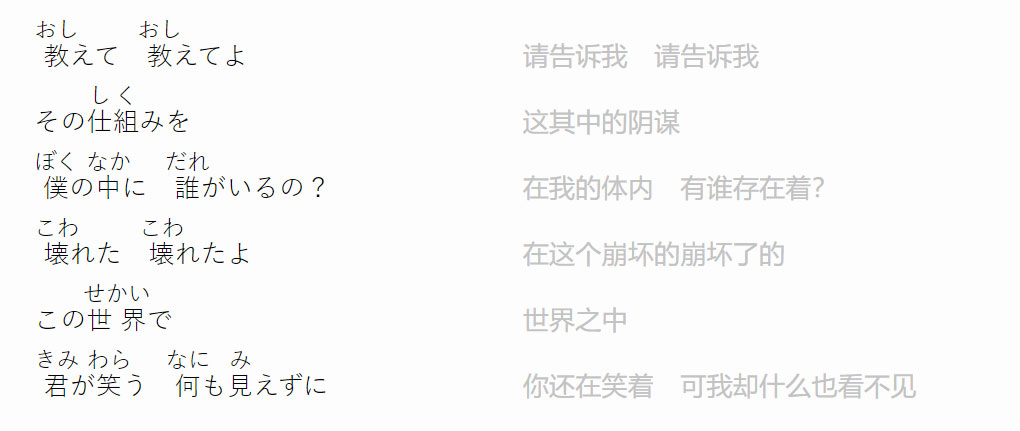 おし おし
教えて 教えてよ 请告诉我 请告诉我
しく
その仕組みを 这其中的阴谋
ぼく なか だれ
僕の中に 誰がいるの？ 在我的体内 有谁存在着？
こわ こわ
壊れた 壊れたよ 在这个崩坏的崩坏了的
せかい
この世界で 世界之中
きみ わら なに み
君が笑う 何も見えずに 你还在笑着 可我却什么也看不见